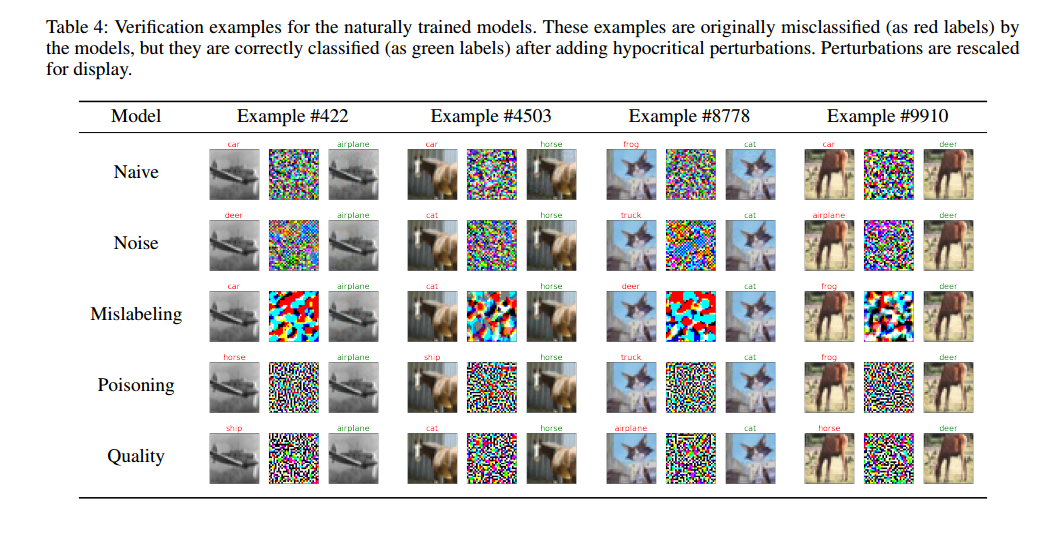 Table 4: Verification examples for the naturally trained models. These examples are originally misclassified (as red labels) by
the models, but they are correctly classified (as green labels) after adding hypocritical perturbations. Perturbations are rescaled
for display.
Model Example #422 Example #4503 Example #8778 Example #9910
car airplane car horse frog cat car deer
Naive
deer airplane cat horse truck cat airplane deer
Noise
car airplane cat horse deer cat frog deer
Mislabeling
horse airplane ship horse truck cat frog deer
Poisoning
ship airplane cat horse airplane cat horse deer
Quality